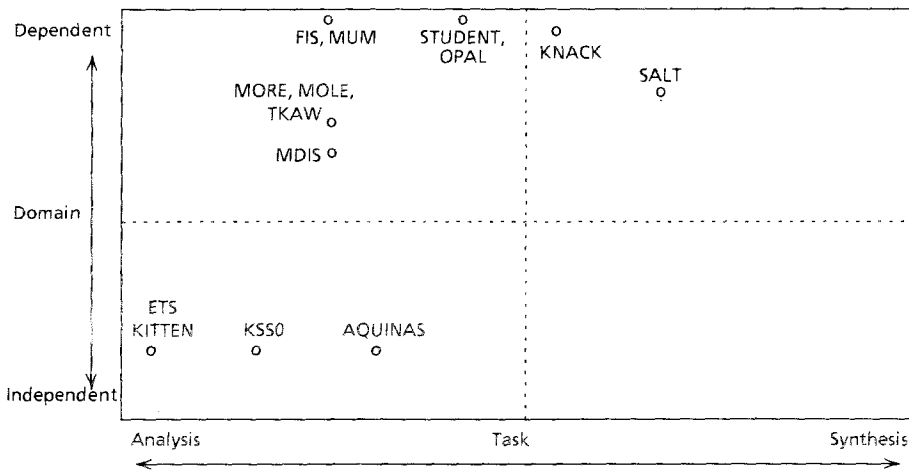 Dependent
FIS, MUM
STUDENT,
OPAL
KNACK
SALT
MORE, MOLE,
TKAW
MDIS
Domain
ETS
KITTEN
KSS0
AQUINAS
Independent
Analysis
Task
Synthesis